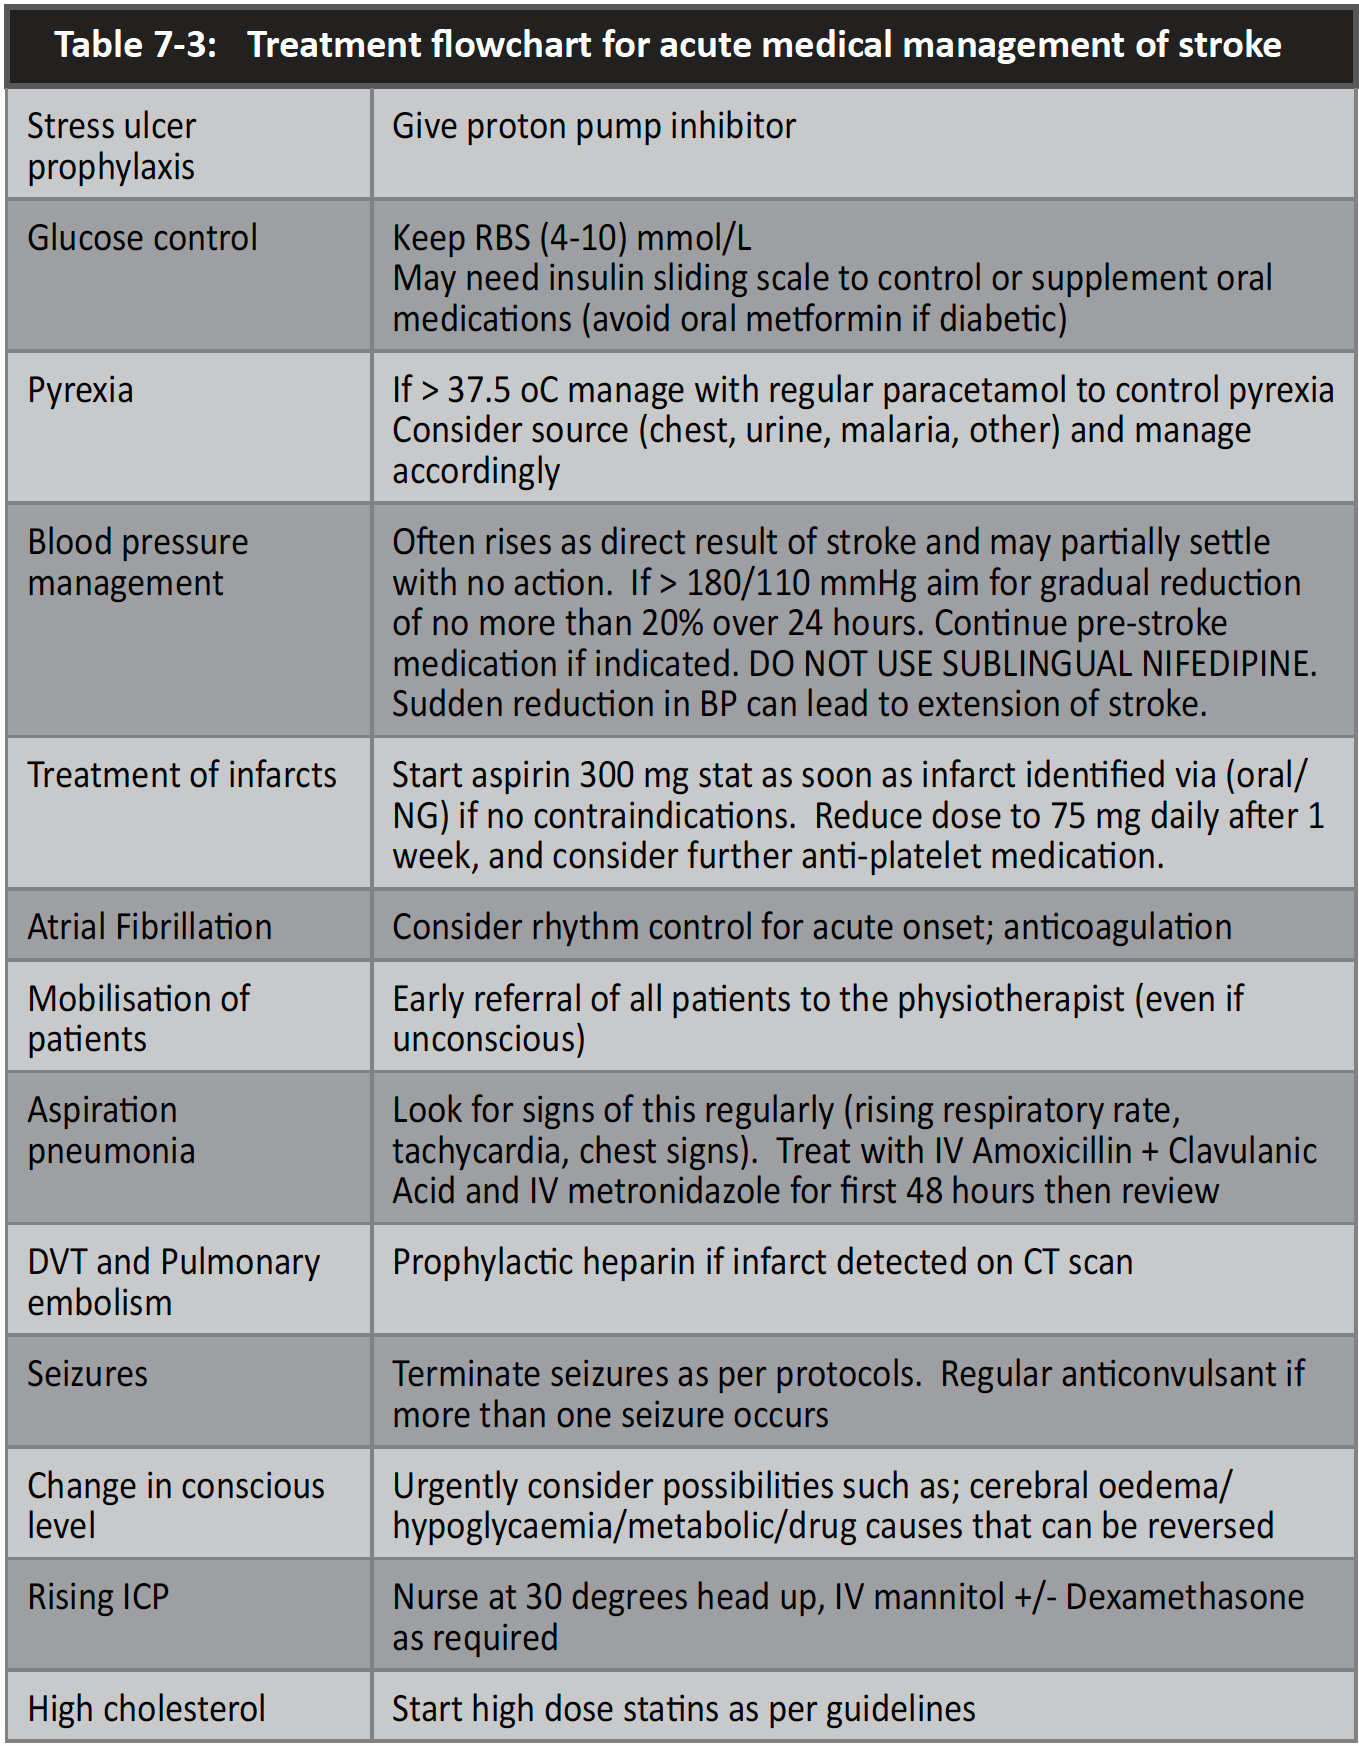 Table 7-3: Treatment flowchart for acute medical management of stroke
Stress ulcer
prophylaxis
Give proton pump inhibitor
Glucose control
Keep RBS (4-10) mmol/L
May need insulin sliding scale to control or supplement oral
medications (avoid oral metformin if diabetic)
Pyrexia
If > 37.5 oC manage with regular paracetamol to control pyrexia
Consider source (chest, urine, malaria, other) and manage
accordingly
Blood pressure
management
Often rises as direct result of stroke and may partially settle
with no action. If > 180/110 mmHg aim for gradual reduction
of no more than 20% over 24 hours. Continue pre-stroke
medication if indicated. DO NOT USE SUBLINGUAL NIFEDIPINE.
Sudden reduction in BP can lead to extension of stroke.
Treatment of infarcts
Start aspirin 300 mg stat as soon as infarct identified via (oral/
NG) if no contraindications. Reduce dose to 75 mg daily after 1
week, and consider further anti-platelet medication.
Atrial Fibrillation
Consider rhythm control for acute onset; anticoagulation
Mobilisation of
patients
Early referral of all patients to the physiotherapist (even if
unconscious)
Aspiration
pneumonia
Look for signs of this regularly (rising respiratory rate,
tachycardia, chest signs). Treat with IV Amoxicillin + Clavulanic
Acid and IV metronidazole for first 48 hours then review
DVT and Pulmonary
embolism
Prophylactic heparin if infarct detected on CT scan
Seizures
Terminate seizures as per protocols. Regular anticonvulsant if
more than one seizure occurs
Change in conscious
level
Urgently consider possibilities such as; cerebral oedema/
hypoglycaemia/metabolic/drug causes that can be reversed
Rising ICP
Nurse at 30 degrees head up, IV mannitol +/- Dexamethasone
as required
High cholesterol
Start high dose statins as per guidelines